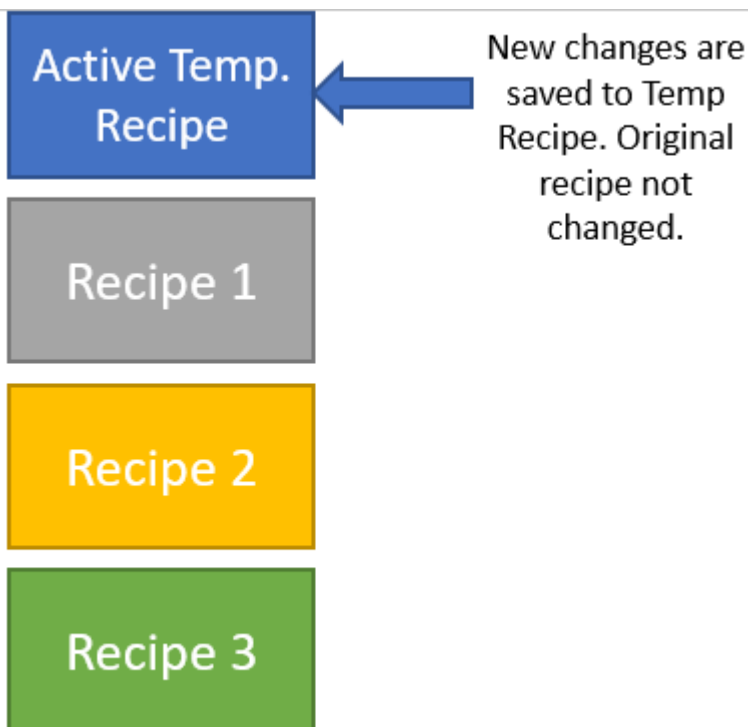 Active Temp.
Recipe
New changes are
saved to Temp
Recipe. Original
recipe not
changed.
Recipe 1
Recipe 2
Recipe 3